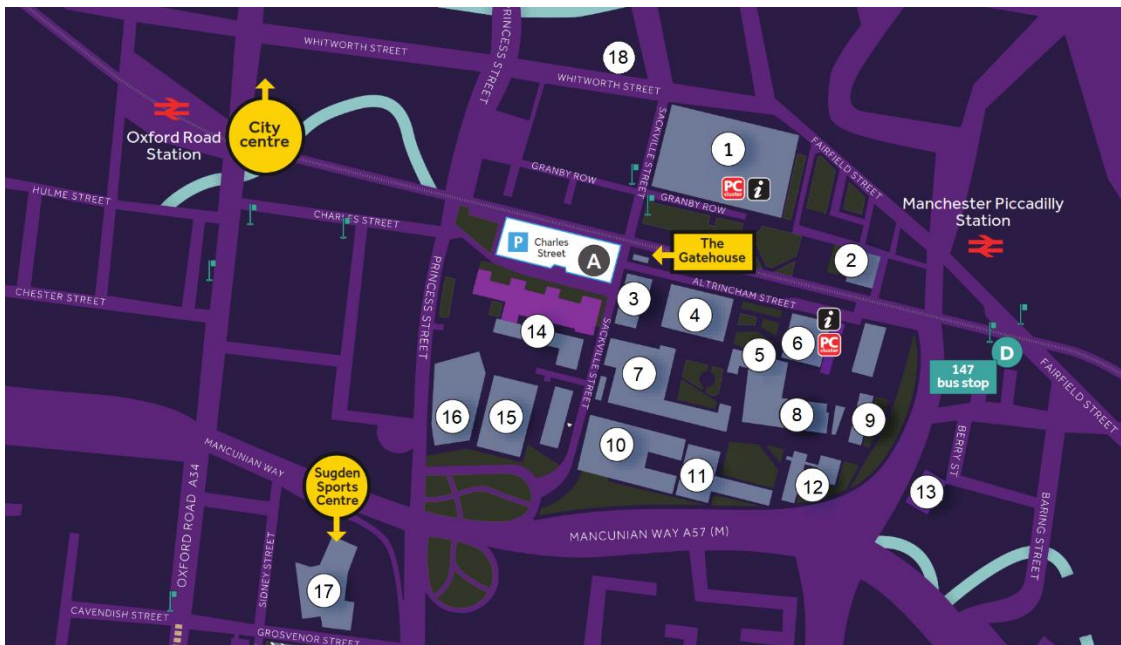 WHITWORTH STREET
PRINCESS STREET
18
WHITWORTH STREET
Oxford Road
Station
City
centre
SACKVILLE STREET
1
PC
cluster
i
FAIRFIELD STREET
GRANBY ROW
GRANBY ROW
HULME STREET
CHARLES STREET
Manchester Piccadilly
Station
P
Charles
Street
A
The
Gatehouse
2
ALTRINCHAM STREET
CHESTER STREET
PRINCESS STREET
3
4
i
14
SACKVILLE STREET
5
6
PC
cluster
D
147
bus stop
FAIRFIELD STREET
7
16
15
8
9
MANCUNIAN WAY
10
11
12
BERRY ST
13
Sugden
Sports
Centre
OXFORD ROAD A34
MANCUNIAN WAY A57 (M)
BARING STREET
SIDNEY STREET
17
CAVENDISH STREET
GROSVENOR STREET